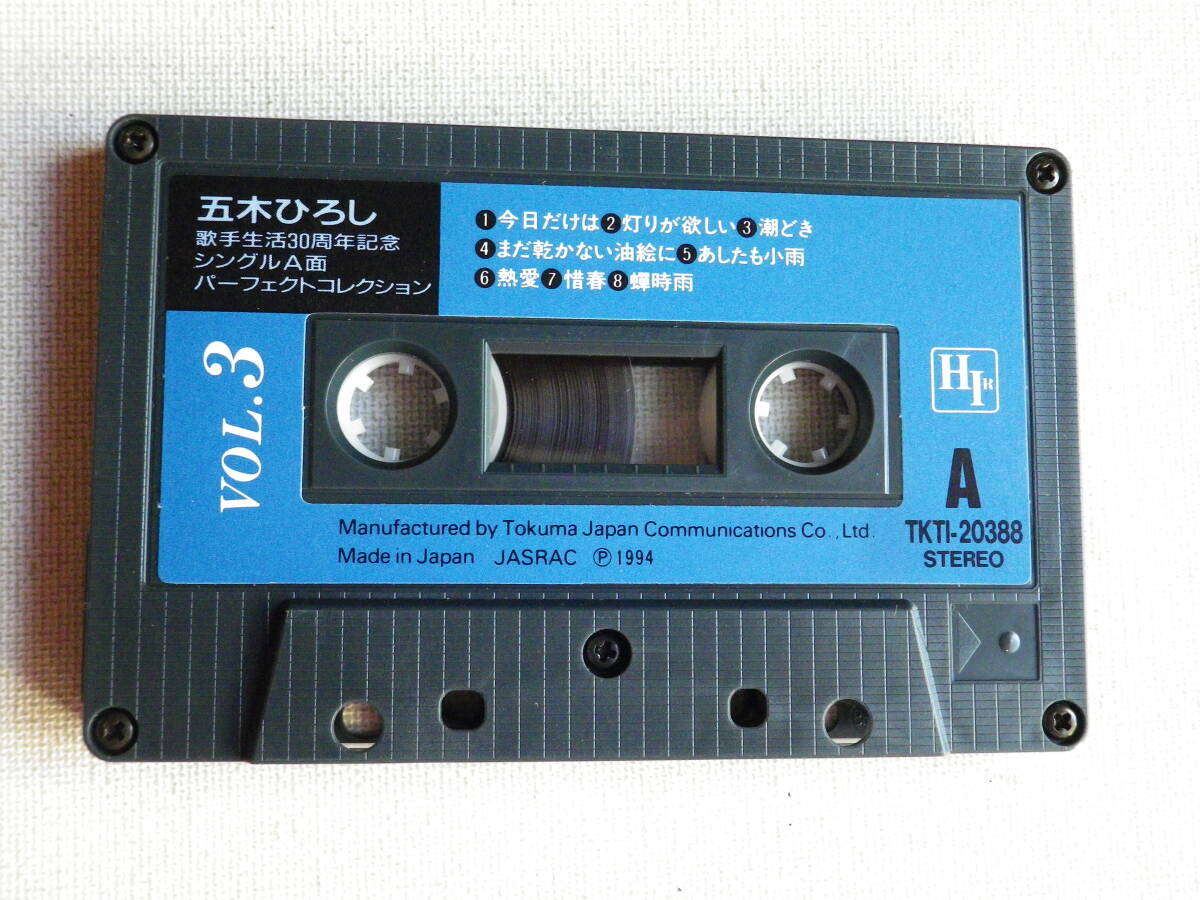 五木ひろし
歌手生活30周年記念
シングルA面
パーフェクトコレクション
❶今日だけは❷灯りが欲しい❸潮どき
❹まだ乾かない油絵に❺あしたも小雨
❻熱愛❼惜春❽蟬時雨
VOL.3
HIR
A
TKTI-20388
STEREO
Manufactured by Tokuma Japan Communications Co., Ltd.
Made in Japan JASRAC Ⓟ1994